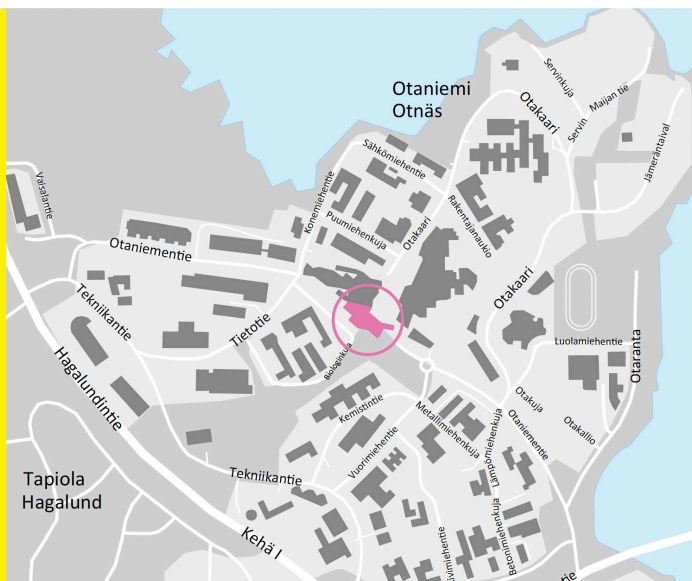 Otaniemi
Otnäs
Servinkuja
Maijan tie
Servin
Otakaari
Jämeräntaival
Sähkömiehentie
Vaisalantie
Konemiehentie
Puumiehenkuja
Otakaari
Rakentajanaukio
Otaniementie
Otakaari
Tekniikantie
Tietotie
Hagalundintie
Biologinkuja
Luolamiehentie
Otaranta
Otakuja
Kemistintie
Metallimiehenkuja
Otaniementie
Otakallio
Lämpömiehenkuja
Vuorimiehentie
Tekniikantie
Tapiola
Hagalund
Kehä I
Betonimiehenkuja